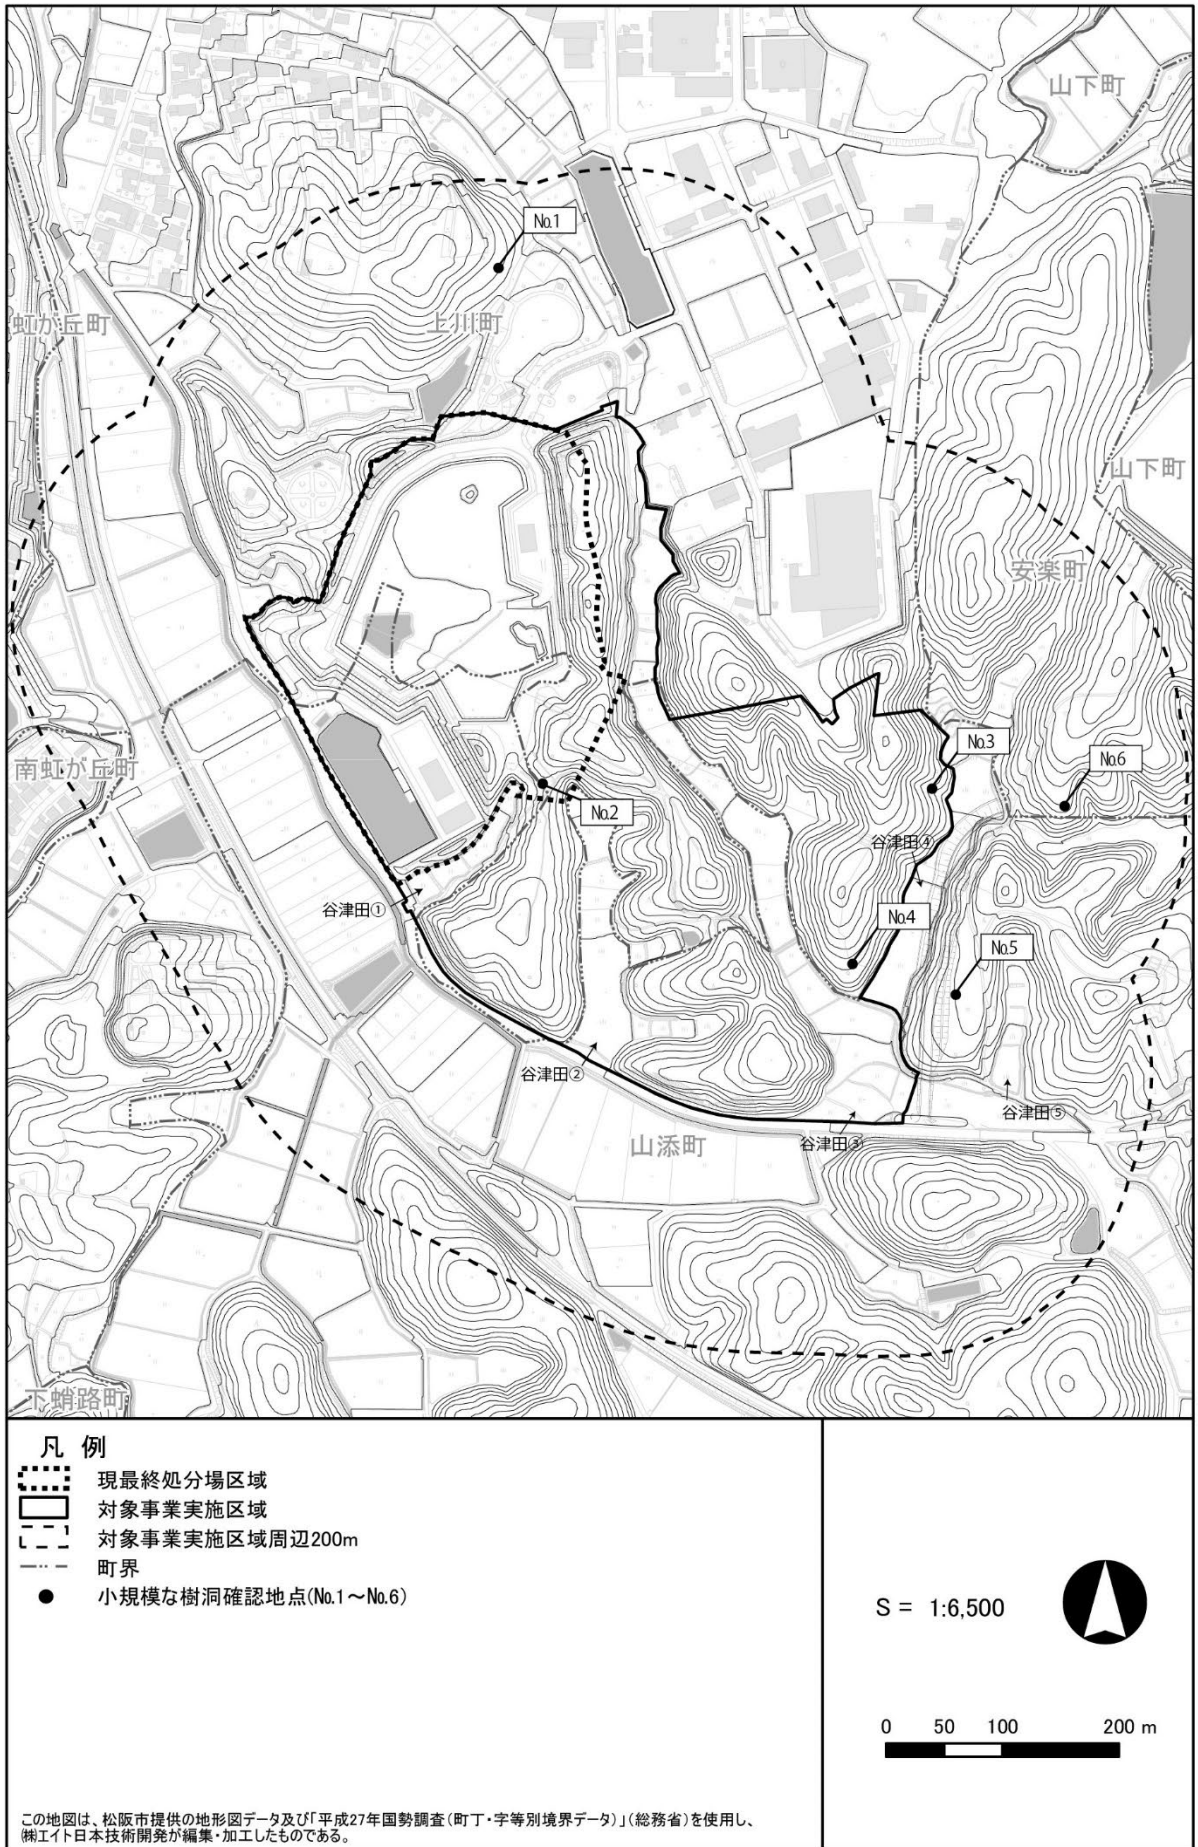 山下町
No.1
上川町
虹が丘町
山下町
安楽町
南虹が丘町
No.3
No.6
No.2
谷津田④
谷津田①
No.4
No.5
谷津田②
谷津田⑤
谷津田③
山添町
下蛸路町
凡 例
現最終処分場区域
対象事業実施区域
対象事業実施区域周辺200m
町界
小規模な樹洞確認地点(No.1～No.6)
S = 1:6,500
0 50 100 200 m
この地図は、松阪市提供の地形図データ及び「平成27年国勢調査(町丁・字等別境界データ)」(総務省)を使用し、
㈱エイト日本技術開発が編集・加工したものである。